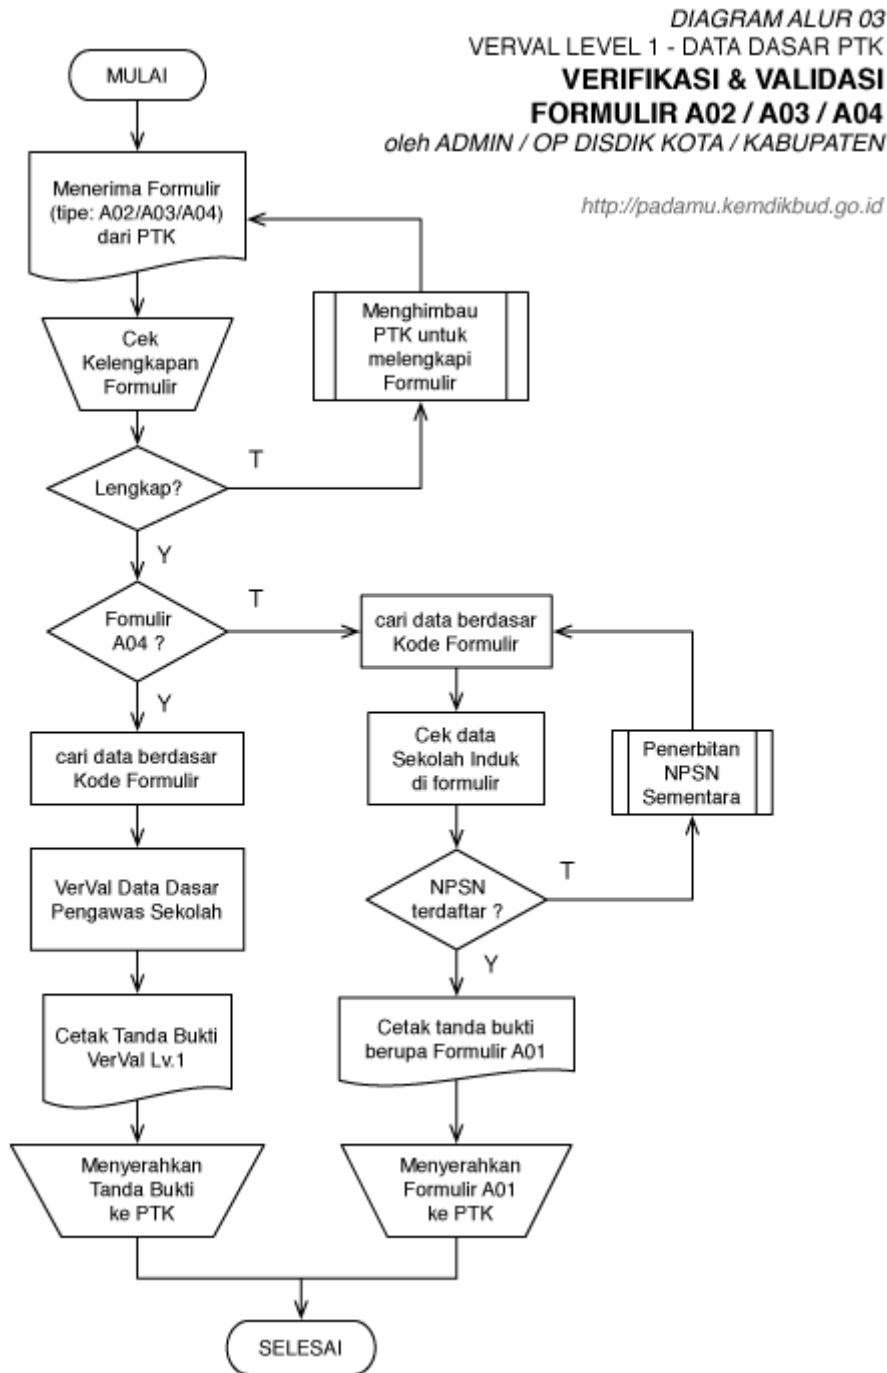 DIAGRAM ALUR 03
VERVAL LEVEL 1 - DATA DASAR PTK
VERIFIKASI & VALIDASI
FORMULIR A02 / A03 / A04
oleh ADMIN / OP DISDIK KOTA / KABUPATEN
http://padamu.kemdikbud.go.id
MULAI
Menerima Formulir
(tipe: A02/A03/A04)
dari PTK
Menghimbau
PTK untuk
melengkapi
Formulir
Cek
Kelengkapan
Formulir
Lengkap?
T
Y
Fomulir
A04 ?
T
Y
cari data berdasar
Kode Formulir
VerVal Data Dasar
Pengawas Sekolah
Cetak Tanda Bukti
VerVal Lv.1
Menyerahkan
Tanda Bukti
ke PTK
cari data berdasar
Kode Formulir
Cek data
Sekolah Induk
di formulir
Penerbitan
NPSN
Sementara
NPSN
terdaftar ?
T
Y
Cetak tanda bukti
berupa Formulir A01
Menyerahkan
Formulir A01
ke PTK
SELESAI